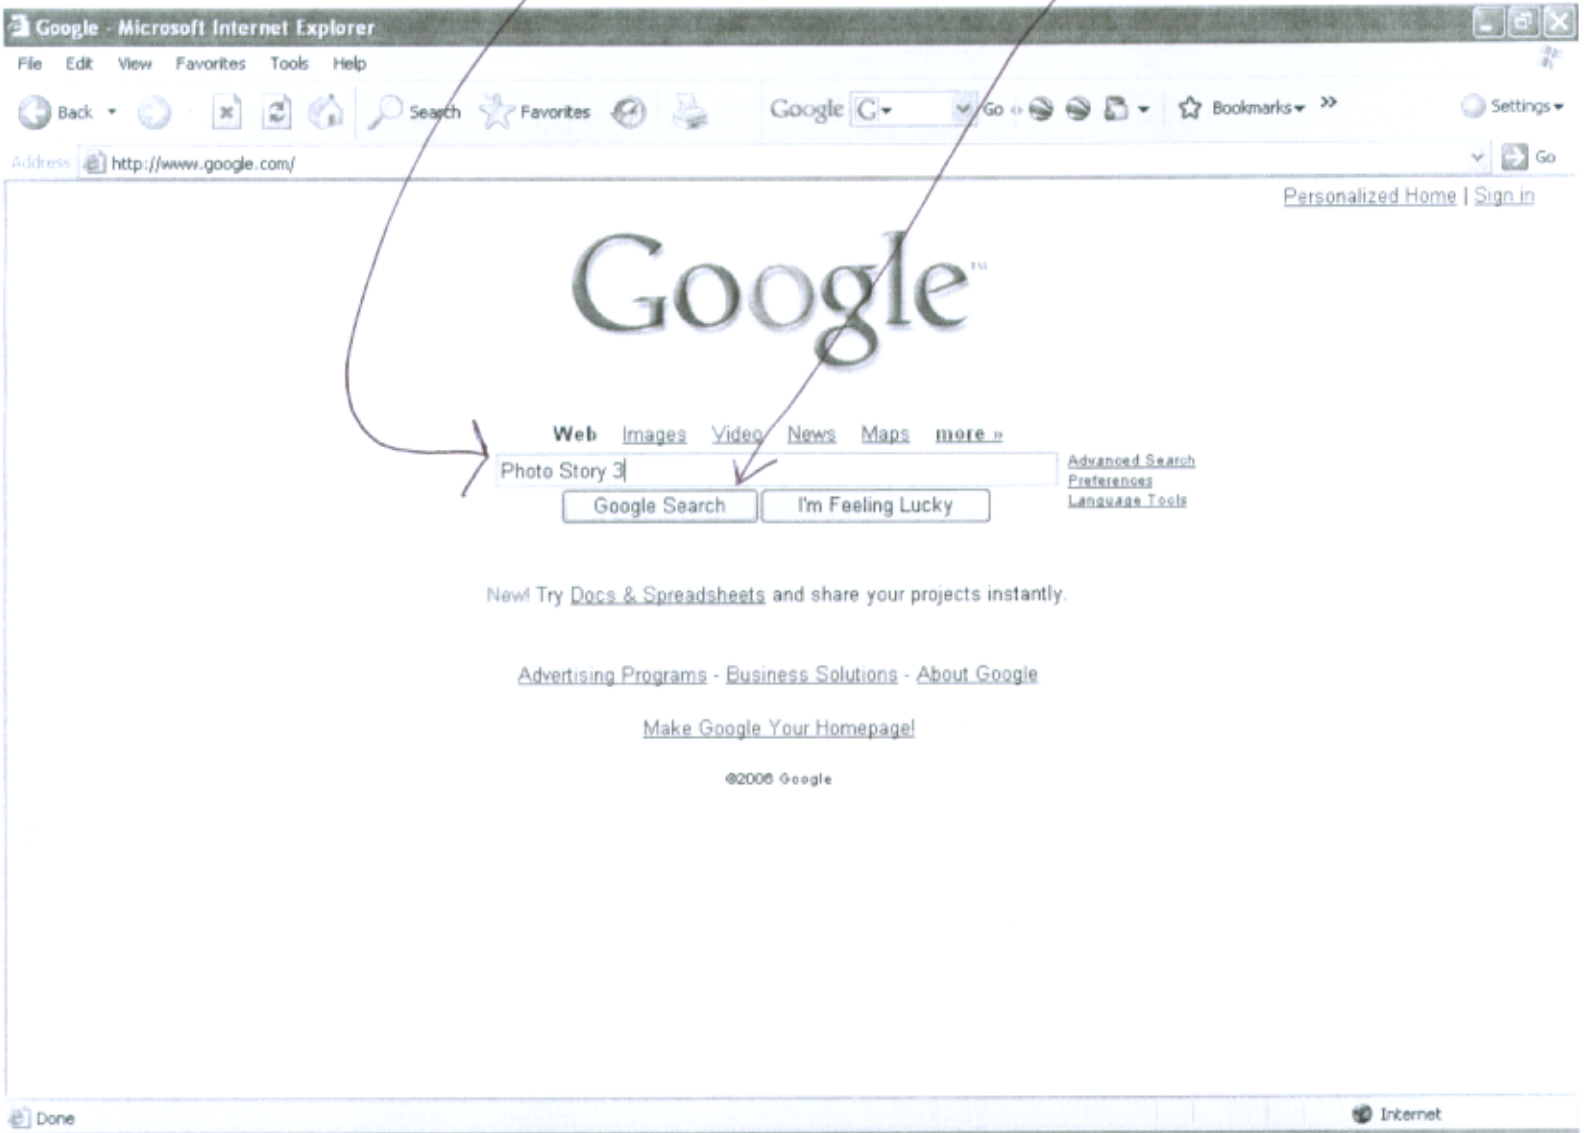 Google - Microsoft Internet Explorer
File Edit View Favorites Tools Help
Back Search Favorites Google G Go Bookmarks >> Settings
Address http://www.google.com/ Go
Personalized Home | Sign in
Google™
Web Images Video News Maps more »
Photo Story 3
Advanced Search
Preferences
Language Tools
Google Search I'm Feeling Lucky
New! Try Docs & Spreadsheets and share your projects instantly.
Advertising Programs - Business Solutions - About Google
Make Google Your Homepage!
©2006 Google
Done Internet